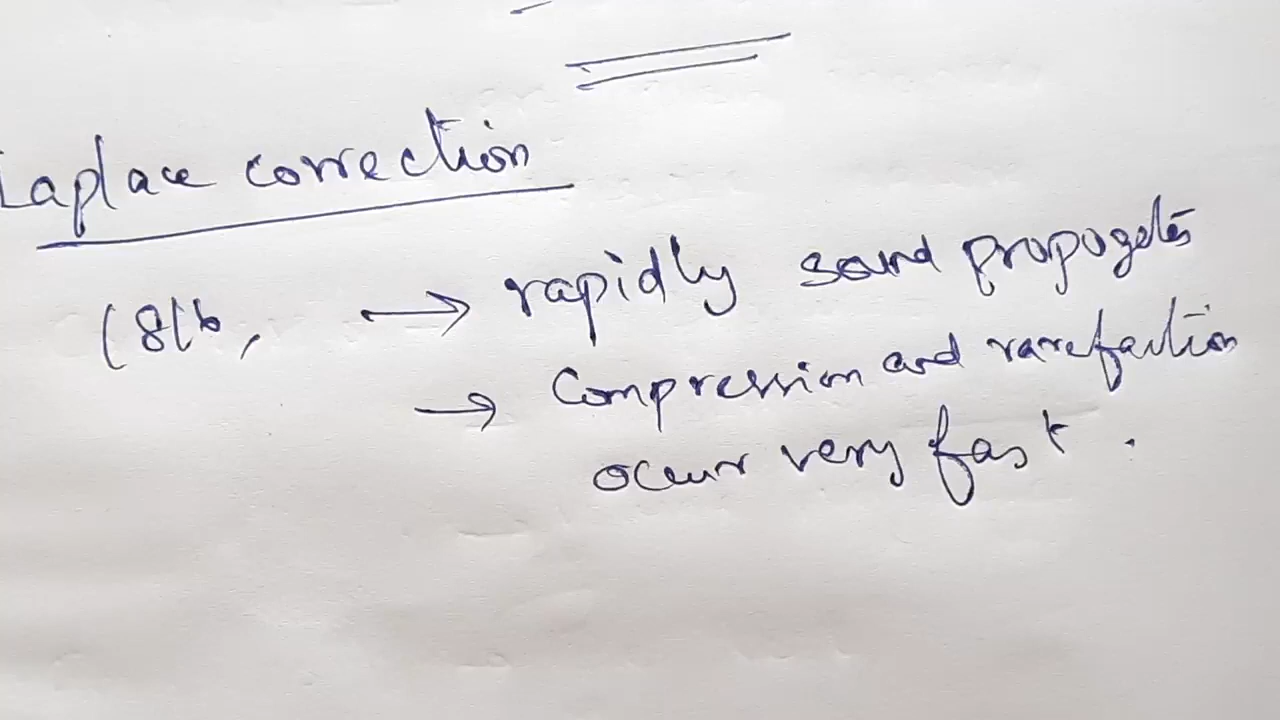 Laplace correction
1816, → rapidly sound propogates
→ Compression and rarefaction
occur very fast.